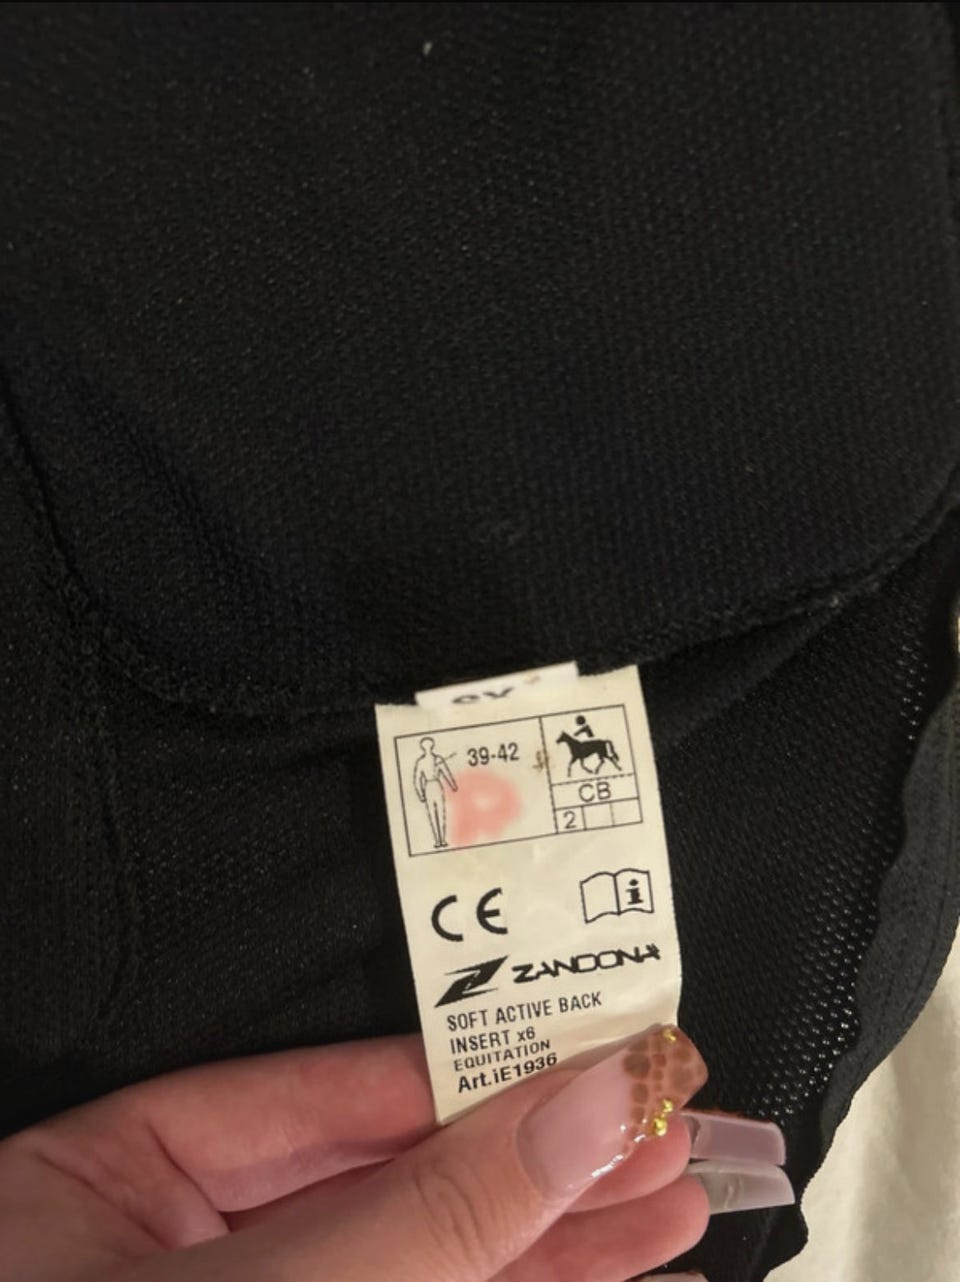 39-42
CB
2
CE
ZANDONA
SOFT ACTIVE BACK
INSERT x6
EQUITATION
Art.iE1936